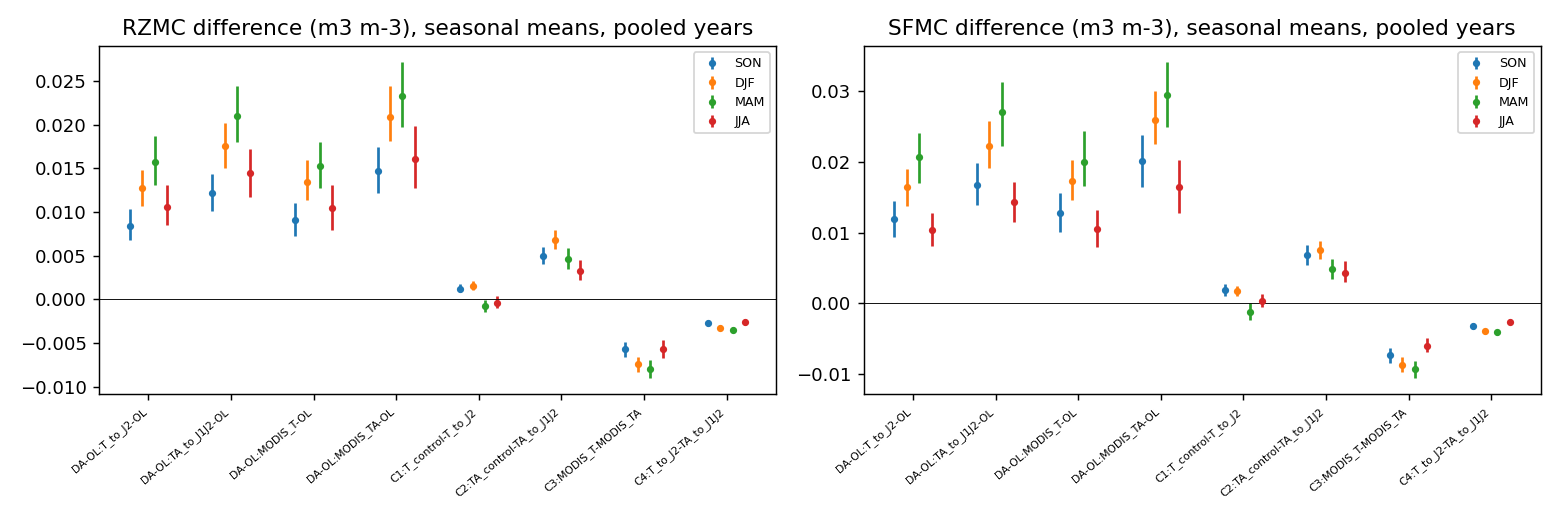 RZMC difference (m3 m-3), seasonal means, pooled years
0.025
0.020
0.015
0.010
0.005
0.000
−0.005
−0.010
SON
DJF
MAM
JJA
DA-OL:T_to_J2-OL
DA-OL:TA_to_J1J2-OL
DA-OL:MODIS_T-OL
DA-OL:MODIS_TA-OL
C1:T_control-T_to_J2
C2:TA_control-TA_to_J1J2
C3:MODIS_T-MODIS_TA
C4:T_to_J2-TA_to_J1J2
SFMC difference (m3 m-3), seasonal means, pooled years
0.03
0.02
0.01
0.00
−0.01
SON
DJF
MAM
JJA
DA-OL:T_to_J2-OL
DA-OL:TA_to_J1J2-OL
DA-OL:MODIS_T-OL
DA-OL:MODIS_TA-OL
C1:T_control-T_to_J2
C2:TA_control-TA_to_J1J2
C3:MODIS_T-MODIS_TA
C4:T_to_J2-TA_to_J1J2